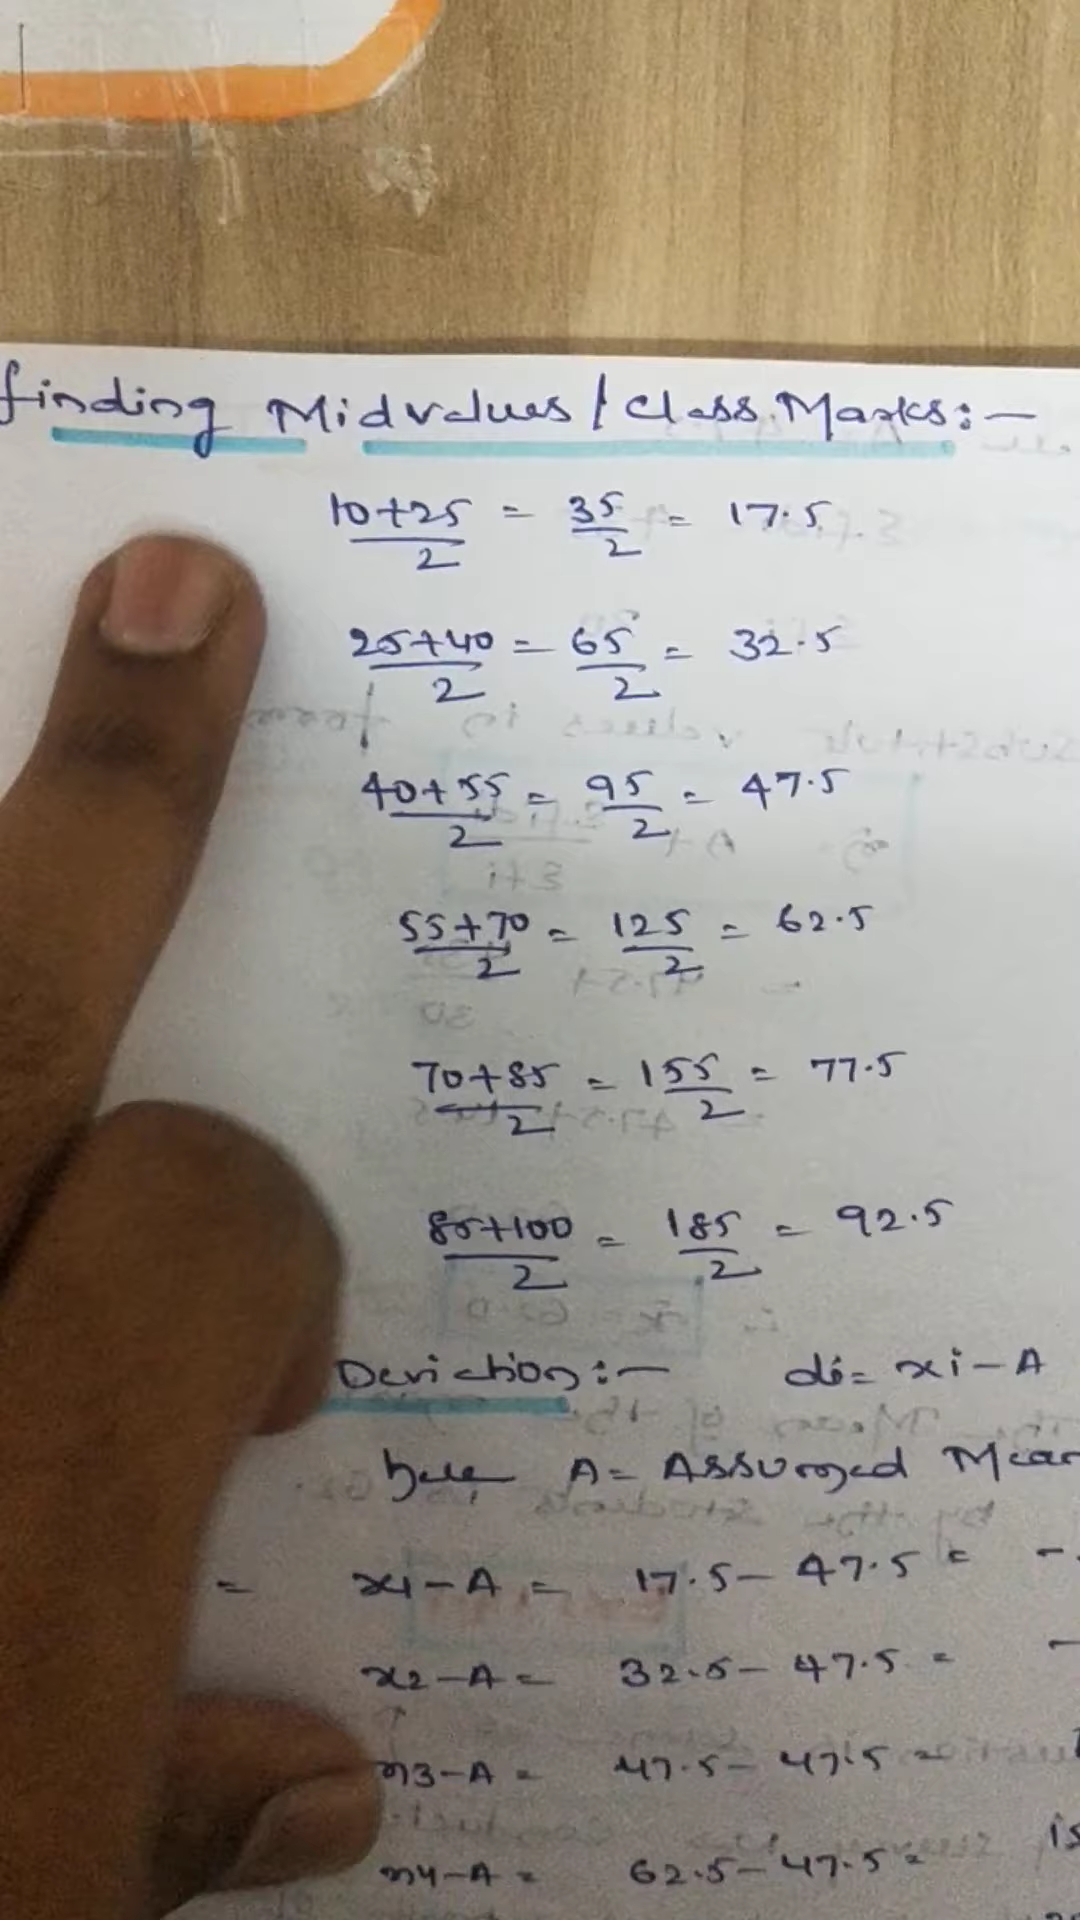 finding Midvalues / Class Marks:-
10+25/2 = 35/2 = 17.5
25+40/2 = 65/2 = 32.5
40+55/2 = 95/2 = 47.5
55+70/2 = 125/2 = 62.5
70+85/2 = 155/2 = 77.5
85+100/2 = 185/2 = 92.5
Deviation:- di = xi - A
here A = Assumed Mean
= x1 - A = 17.5 - 47.5 = -
x2 - A = 32.5 - 47.5 = -
x3 - A = 47.5 - 47.5 =
x4 - A = 62.5 - 47.5 = 15